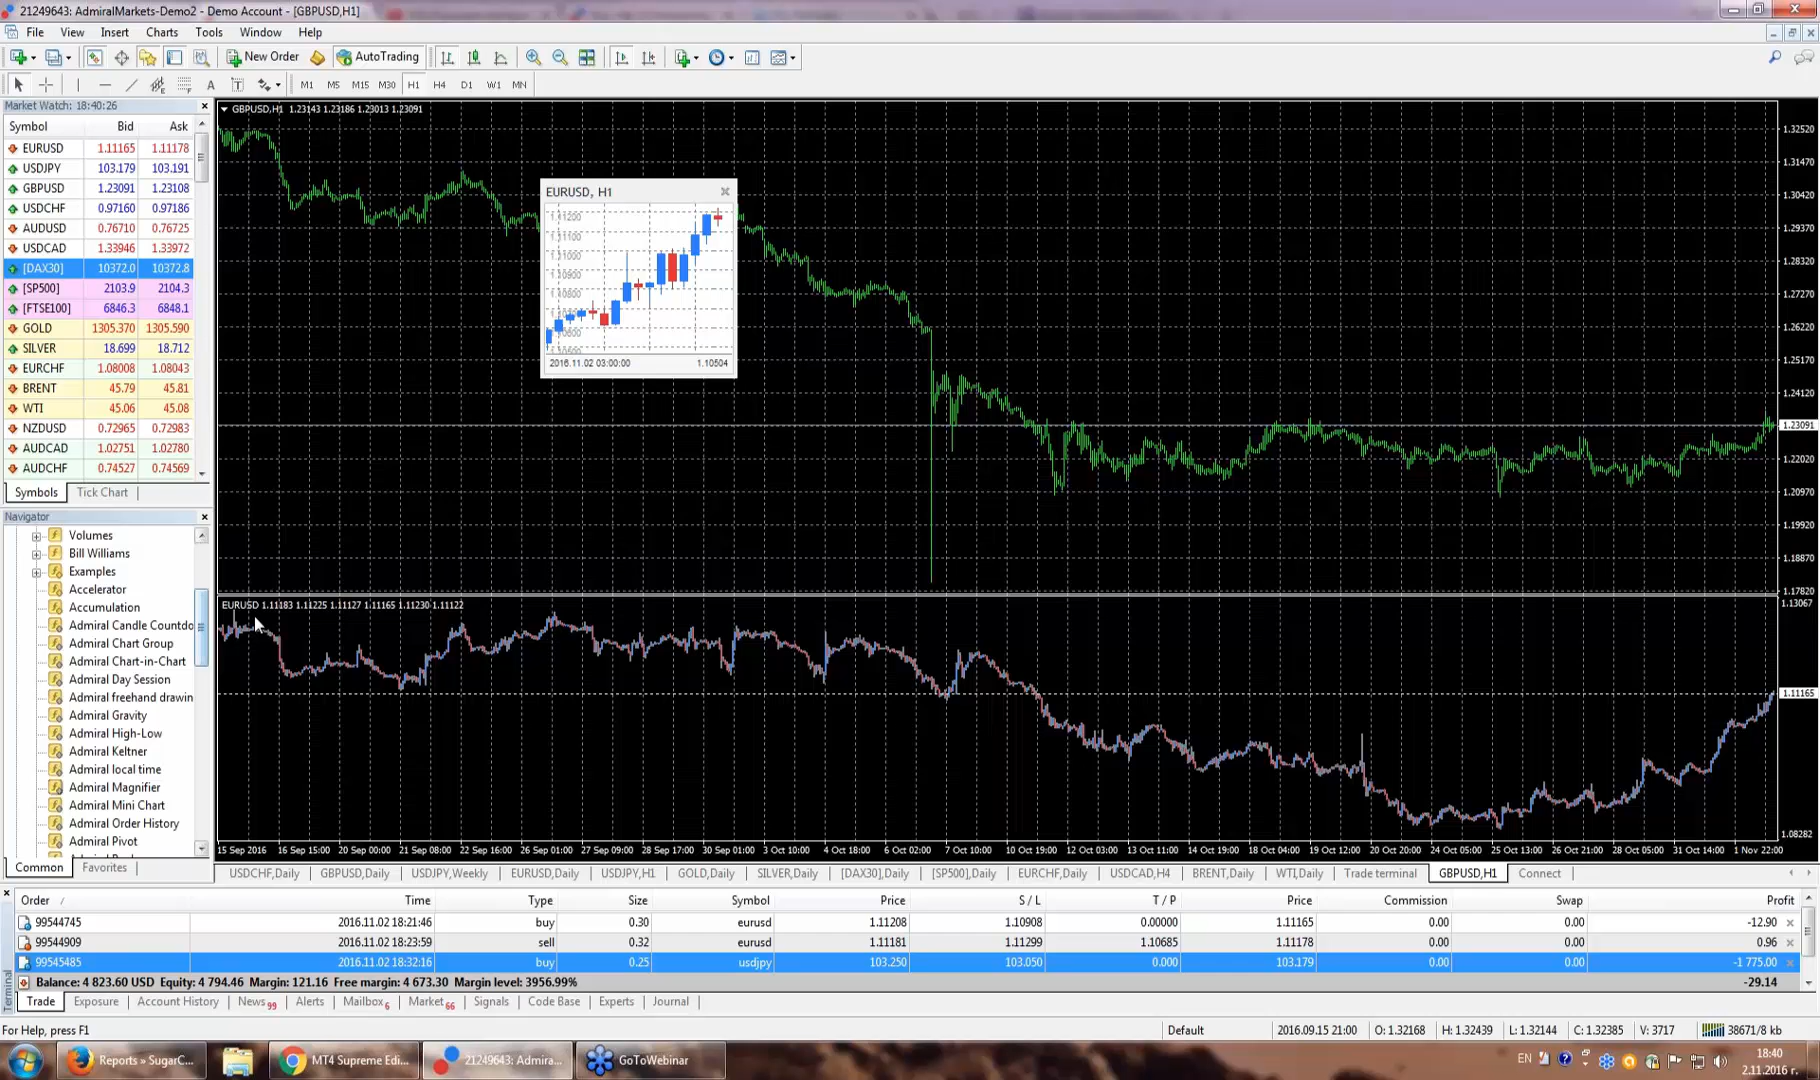 21249643: AdmiralMarkets-Demo2 - Demo Account - [GBPUSD,H1]
File View Insert Charts Tools Window Help
New Order AutoTrading
A T M1 M5 M15 M30 H1 H4 D1 W1 MN
Market Watch: 18:40:26
Symbol Bid Ask
EURUSD 1.11165 1.11178
USDJPY 103.179 103.191
GBPUSD 1.23091 1.23108
USDCHF 0.97160 0.97186
AUDUSD 0.76710 0.76725
USDCAD 1.33946 1.33972
[DAX30] 10372.0 10372.8
[SP500] 2103.9 2104.3
[FTSE100] 6846.3 6848.1
GOLD 1305.370 1305.590
SILVER 18.699 18.712
EURCHF 1.08008 1.08043
BRENT 45.79 45.81
WTI 45.06 45.08
NZDUSD 0.72965 0.72983
AUDCAD 1.02751 1.02780
AUDCHF 0.74527 0.74569
Symbols Tick Chart
Navigator
Volumes
Bill Williams
Examples
Accelerator
Accumulation
Admiral Candle Countdo
Admiral Chart Group
Admiral Chart-in-Chart
Admiral Day Session
Admiral freehand drawin
Admiral Gravity
Admiral High-Low
Admiral Keltner
Admiral local time
Admiral Magnifier
Admiral Mini Chart
Admiral Order History
Admiral Pivot
Common Favorites
GBPUSD,H1 1.23143 1.23186 1.23013 1.23091
EURUSD, H1
1.11200
1.11100
1.11000
1.10900
1.10800
1.10600
2016.11.02 03:00:00 1.10504
1.32520
1.31470
1.30420
1.29370
1.28320
1.27270
1.26220
1.25170
1.24120
1.23091
1.22020
1.20970
1.19920
1.18870
1.17820
EURUSD 1.11183 1.11225 1.11127 1.11165 1.11230 1.11122
1.13067
1.11165
1.08282
15 Sep 2016 16 Sep 15:00 20 Sep 00:00 21 Sep 08:00 22 Sep 16:00 26 Sep 01:00 27 Sep 09:00 28 Sep 17:00 30 Sep 01:00 3 Oct 10:00 4 Oct 18:00 6 Oct 02:00 7 Oct 10:00 10 Oct 19:00 12 Oct 03:00 13 Oct 11:00 14 Oct 19:00 18 Oct 04:00 19 Oct 12:00 20 Oct 20:00 24 Oct 05:00 25 Oct 13:00 26 Oct 21:00 28 Oct 05:00 31 Oct 14:00 1 Nov 22:00
USDCHF,Daily GBPUSD,Daily USDJPY,Weekly EURUSD,Daily USDJPY,H1 GOLD,Daily SILVER,Daily [DAX30],Daily [SP500],Daily EURCHF,Daily USDCAD,H4 BRENT,Daily WTI,Daily Trade terminal GBPUSD,H1 Connect
Order / Time Type Size Symbol Price S / L T / P Price Commission Swap Profit
99544745 2016.11.02 18:21:46 buy 0.30 eurusd 1.11208 1.10908 0.00000 1.11165 0.00 0.00 -12.90
99544909 2016.11.02 18:23:59 sell 0.32 eurusd 1.11181 1.11299 1.10685 1.11178 0.00 0.00 0.96
99545485 2016.11.02 18:32:16 buy 0.25 usdjpy 103.250 103.050 0.000 103.179 0.00 0.00 -1 775.00
Balance: 4 823.60 USD Equity: 4 794.46 Margin: 121.16 Free margin: 4 673.30 Margin level: 3956.99% -29.14
Terminal
Trade Exposure Account History News 99 Alerts Mailbox 6 Market 66 Signals Code Base Experts Journal
For Help, press F1 Default 2016.09.15 21:00 O: 1.32168 H: 1.32439 L: 1.32144 C: 1.32385 V: 3717 38671/8 kb
Reports » SugarC... MT4 Supreme Edi... 21249643: Admira... GoToWebinar EN 18:40
2.11.2016 г.